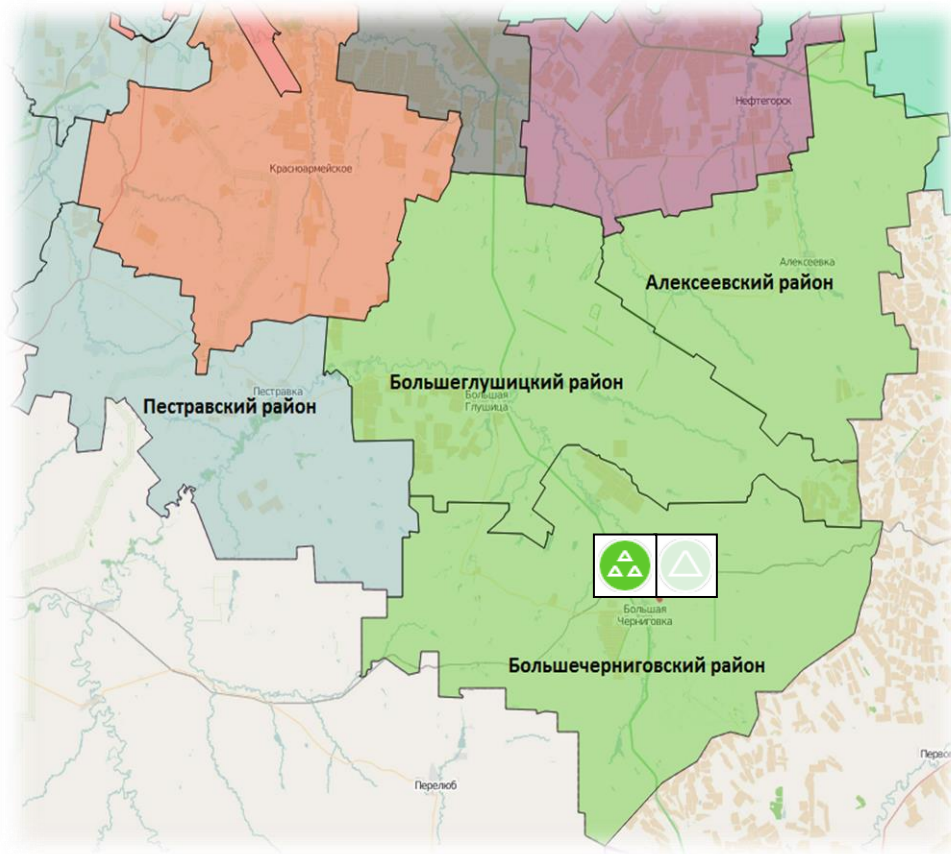 Нефтегорск
Красноармейское
Алексеевка
Алексеевский район
Большеглушицкий район
Большая
Глушица
Пестравка
Пестравский район
Большая
Черниговка
Большечерниговский район
Перелюб